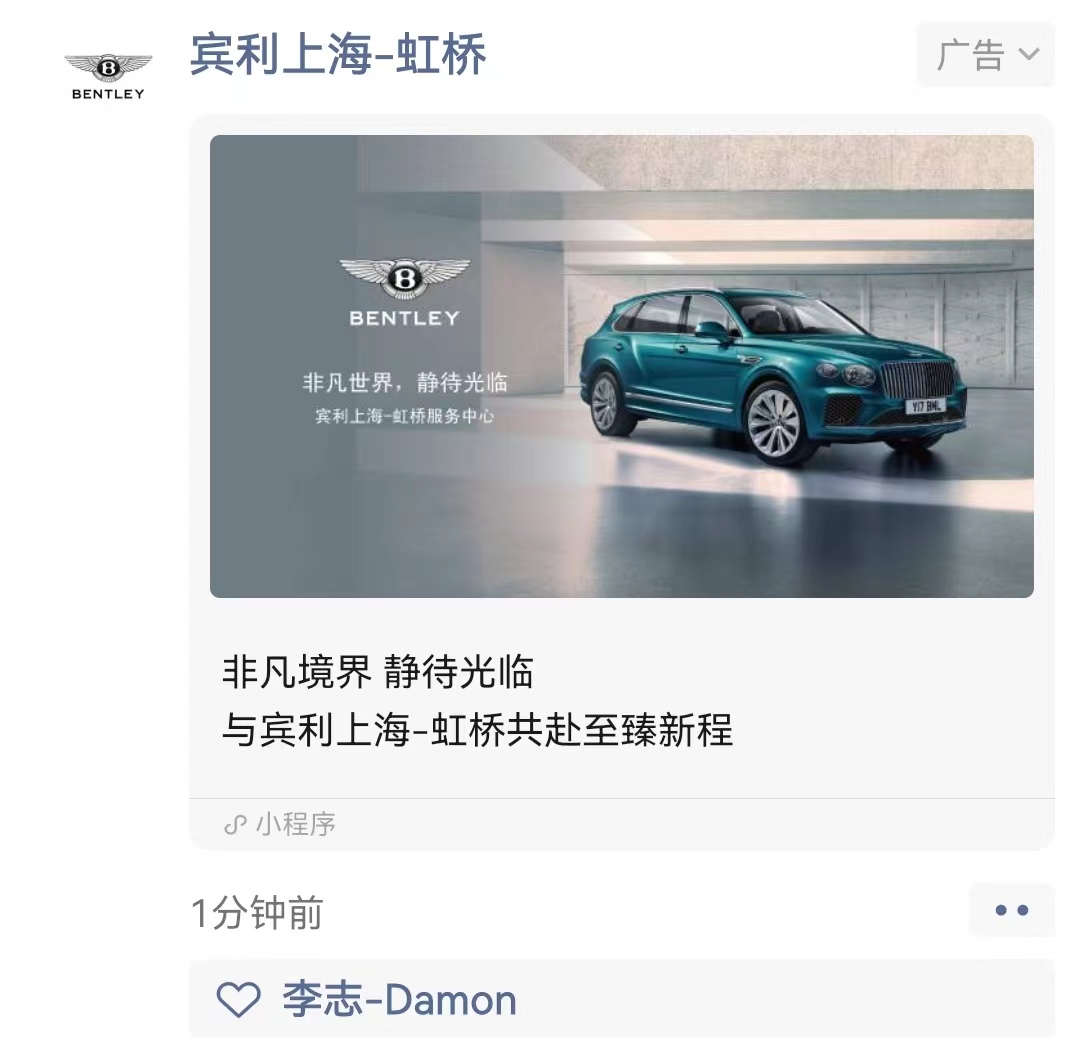 宾利上海-虹桥
广告
BENTLEY
B
BENTLEY
非凡世界，静待光临
宾利上海-虹桥服务中心
Y17 BML
非凡境界 静待光临
与宾利上海-虹桥共赴至臻新程
小程序
1分钟前
李志-Damon